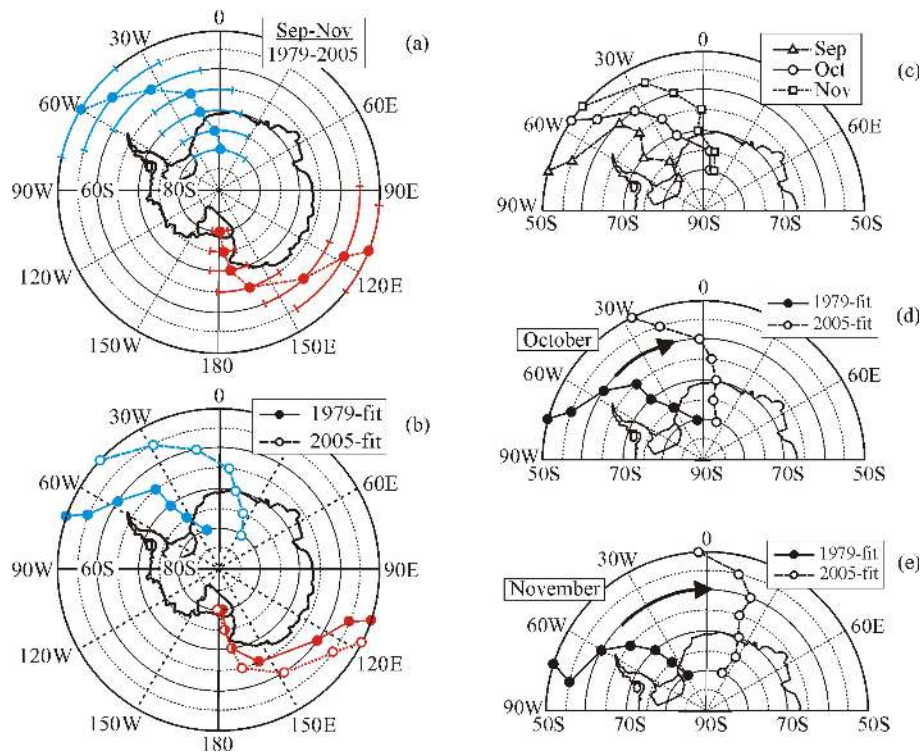 0
30W
Sep-Nov
1979-2005
(a)
60W
60E
90W
60S
80S
90E
120W
120E
150W
150E
180
0
30W
1979-fit
2005-fit
(b)
60W
60E
90W
60S
80S
90E
120W
120E
150W
150E
180
0
30W
Sep
Oct
Nov
(c)
60W
60E
90W
50S
70S
90S
70S
50S
0
30W
1979-fit
2005-fit
(d)
October
60W
60E
90W
50S
70S
90S
70S
50S
0
30W
1979-fit
2005-fit
(e)
November
60W
60E
90W
50S
70S
90S
70S
50S